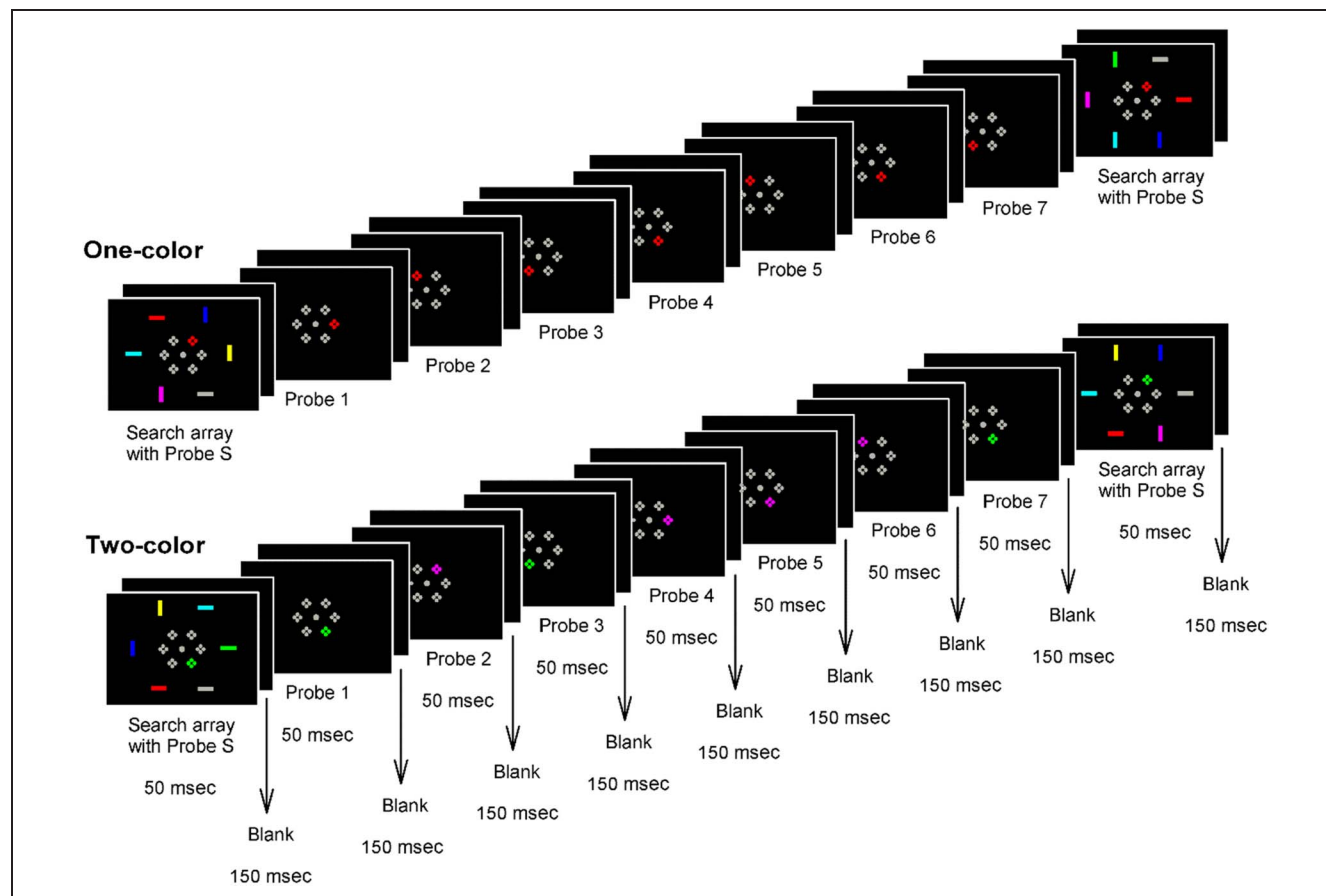 One-color
Search array
with Probe S
Probe 1
Probe 2
Probe 3
Probe 4
Probe 5
Probe 6
Probe 7
Search array
with Probe S
Two-color
Search array
with Probe S
50 msec
Blank
150 msec
Probe 1
50 msec
Blank
150 msec
Probe 2
50 msec
Blank
150 msec
Probe 3
50 msec
Blank
150 msec
Probe 4
50 msec
Blank
150 msec
Probe 5
50 msec
Blank
150 msec
Probe 6
50 msec
Blank
150 msec
Probe 7
50 msec
Blank
150 msec
Search array
with Probe S
50 msec
Blank
150 msec